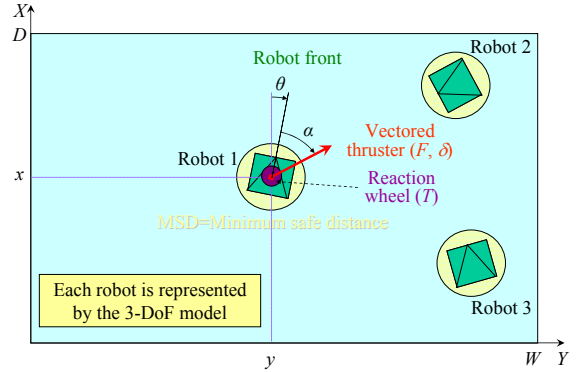 X
D
Robot 2
Robot front
θ
α
Vectored
thruster (F, δ)
Robot 1
x
Reaction
wheel (T)
MSD=Minimum safe distance
Each robot is represented
by the 3-DoF model
Robot 3
y
W
Y